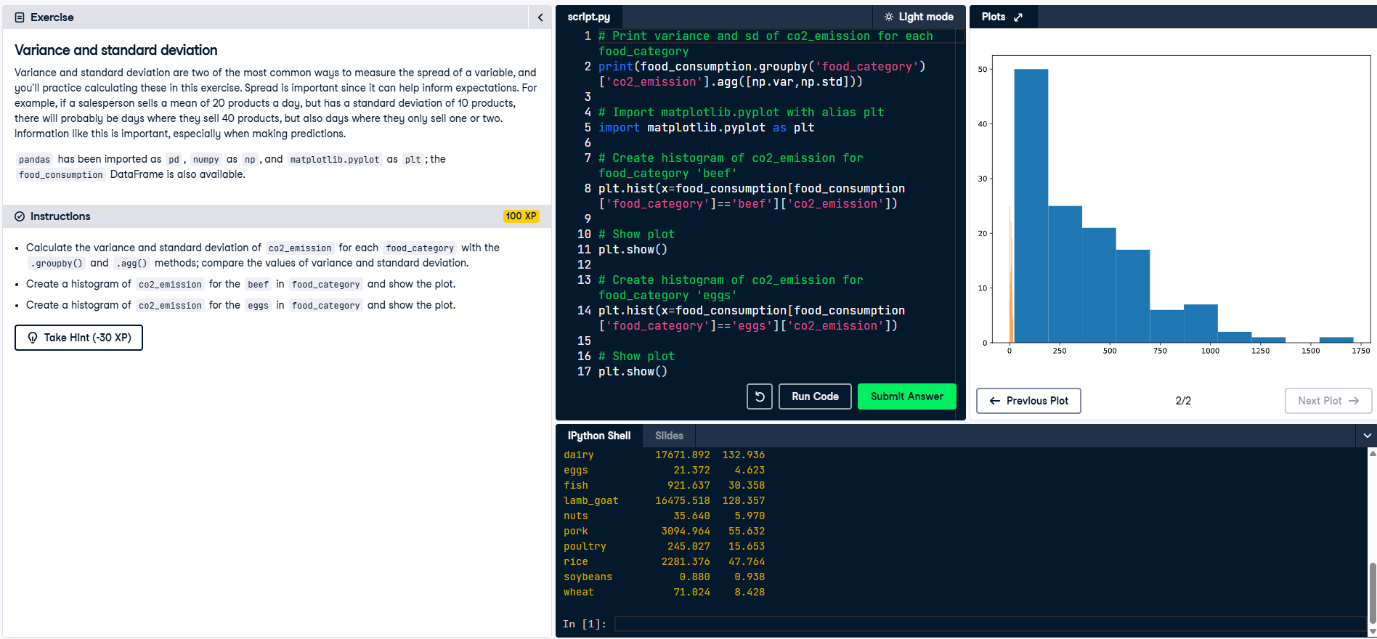 Exercise
Variance and standard deviation
Variance and standard deviation are two of the most common ways to measure the spread of a variable, and
you'll practice calculating these in this exercise. Spread is important since it can help inform expectations. For
example, if a salesperson sells a mean of 20 products a day, but has a standard deviation of 10 products,
there will probably be days where they sell 40 products, but also days where they only sell one or two.
Information like this is important, especially when making predictions.
pandas has been imported as pd , numpy as np , and matplotlib.pyplot as plt ; the
food_consumption DataFrame is also available.
Instructions
100 XP
• Calculate the variance and standard deviation of co2_emission for each food_category with the
.groupby() and .agg() methods; compare the values of variance and standard deviation.
• Create a histogram of co2_emission for the beef in food_category and show the plot.
• Create a histogram of co2_emission for the eggs in food_category and show the plot.
Take Hint (-30 XP)
script.py
Light mode
1 # Print variance and sd of co2_emission for each
food_category
2 print(food_consumption.groupby('food_category')
['co2_emission'].agg([np.var,np.std]))
3
4 # Import matplotlib.pyplot with alias plt
5 import matplotlib.pyplot as plt
6
7 # Create histogram of co2_emission for
food_category 'beef'
8 plt.hist(x=food_consumption[food_consumption
['food_category']=='beef']['co2_emission'])
9
10 # Show plot
11 plt.show()
12
13 # Create histogram of co2_emission for
food_category 'eggs'
14 plt.hist(x=food_consumption[food_consumption
['food_category']=='eggs']['co2_emission'])
15
16 # Show plot
17 plt.show()
Run Code
Submit Answer
Plots
50
40
30
20
10
0
0 250 500 750 1000 1250 1500 1750
← Previous Plot
2/2
Next Plot →
IPython Shell
Slides
dairy 17671.892 132.936
eggs 21.372 4.623
fish 921.637 30.358
lamb_goat 16475.518 128.357
nuts 35.640 5.970
pork 3094.964 55.632
poultry 245.027 15.653
rice 2281.376 47.764
soybeans 0.880 0.938
wheat 71.024 8.428
In [1]: